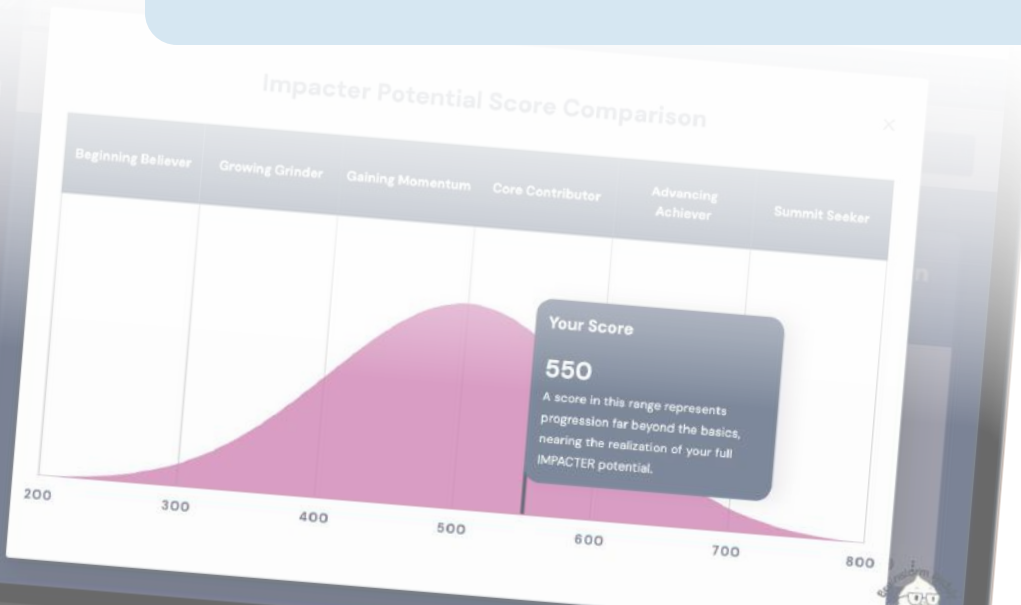 Impacter Potential Score Comparison
Beginning Believer
Growing Grinder
Gaining Momentum
Core Contributor
Advancing
Achiever
Summit Seeker
Your Score
550
A score in this range represents
progression far beyond the basics,
nearing the realization of your full
IMPACTER potential.
200
300
400
500
600
700
800